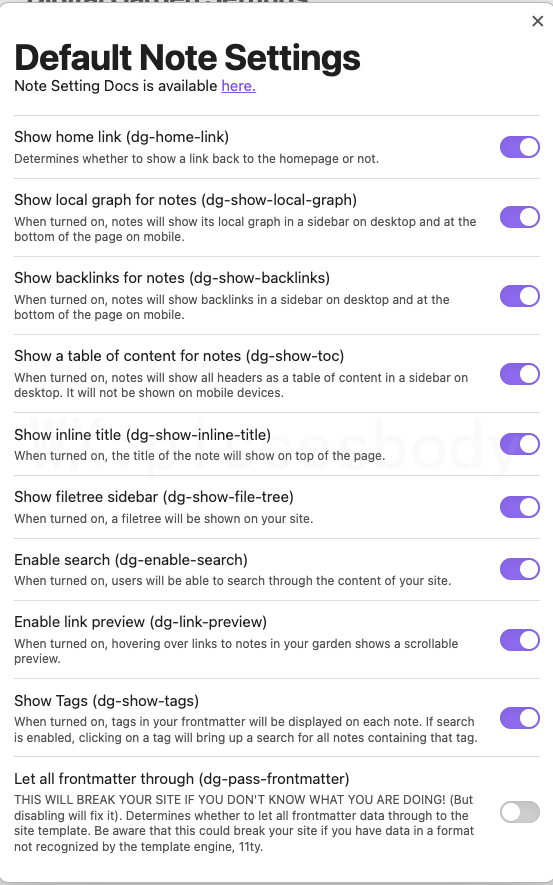 Default Note Settings
Note Setting Docs is available here.
Show home link (dg-home-link)
Determines whether to show a link back to the homepage or not.
Show local graph for notes (dg-show-local-graph)
When turned on, notes will show its local graph in a sidebar on desktop and at the
bottom of the page on mobile.
Show backlinks for notes (dg-show-backlinks)
When turned on, notes will show backlinks in a sidebar on desktop and at the
bottom of the page on mobile.
Show a table of content for notes (dg-show-toc)
When turned on, notes will show all headers as a table of content in a sidebar on
desktop. It will not be shown on mobile devices.
Show inline title (dg-show-inline-title)
When turned on, the title of the note will show on top of the page.
Show filetree sidebar (dg-show-file-tree)
When turned on, a filetree will be shown on your site.
Enable search (dg-enable-search)
When turned on, users will be able to search through the content of your site.
Enable link preview (dg-link-preview)
When turned on, hovering over links to notes in your garden shows a scrollable
preview.
Show Tags (dg-show-tags)
When turned on, tags in your frontmatter will be displayed on each note. If search
is enabled, clicking on a tag will bring up a search for all notes containing that tag.
Let all frontmatter through (dg-pass-frontmatter)
THIS WILL BREAK YOUR SITE IF YOU DON'T KNOW WHAT YOU ARE DOING! (But
disabling will fix it). Determines whether to let all frontmatter data through to the
site template. Be aware that this could break your site if you have data in a format
not recognized by the template engine, 11ty.